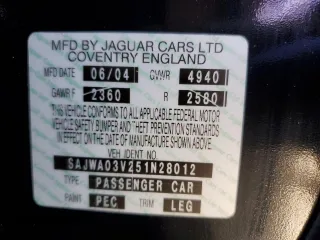 MFD BY JAGUAR CARS LTD
COVENTRY ENGLAND
MFD DATE 06/04 GVWR 4940
GAWR F 2360 R 2580
CONFORMS TO ALL APPLICABLE FEDERAL MOTOR
VEHICLE SAFETY BUMPER AND THEFT PREVENTION
STANDARDS IN EFFECT ON THE DATE OF
MANUFACTURE SHOWN ABOVE.
SAJWA03V251N28012
VEH IDENT NO.
TYPE: PASSENGER CAR
PAINT PEC TRIM LEG